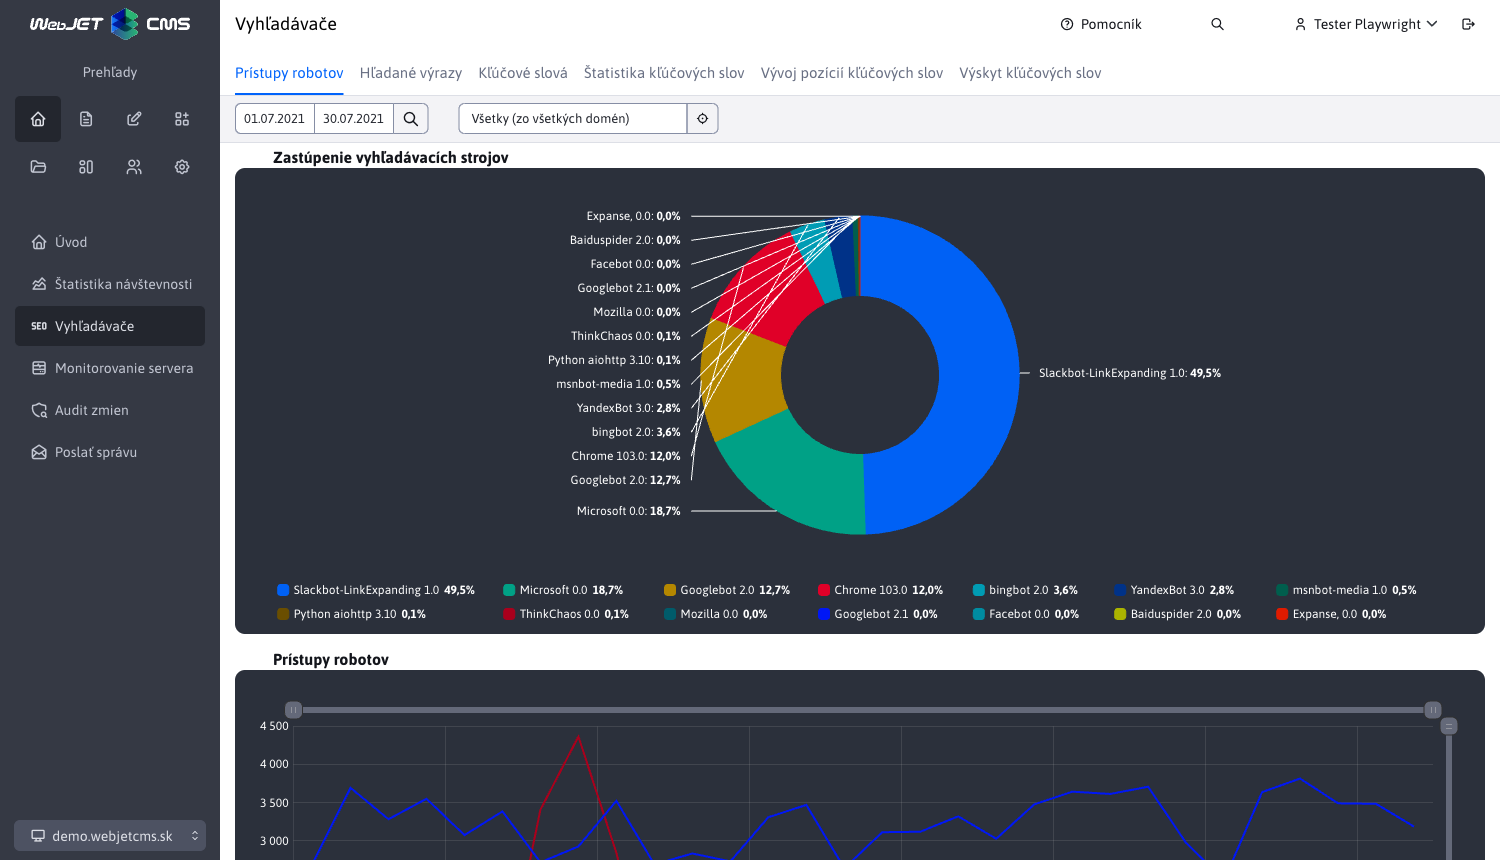 WebJET CMS
Vyhľadávače
Pomocník
Tester Playwright
Prehľady
Prístupy robotov
Hľadané výrazy
Kľúčové slová
Štatistika kľúčových slov
Vývoj pozícií kľúčových slov
Výskyt kľúčových slov
01.07.2021
30.07.2021
Všetky (zo všetkých domén)
Úvod
Štatistika návštevnosti
SEO Vyhľadávače
Monitorovanie servera
Audit zmien
Poslať správu
demo.webjetcms.sk
Zastúpenie vyhľadávacích strojov
Expanse, 0.0: 0,0%
Baiduspider 2.0: 0,0%
Facebot 0.0: 0,0%
Googlebot 2.1: 0,0%
Mozilla 0.0: 0,0%
ThinkChaos 0.0: 0,1%
Python aiohttp 3.10: 0,1%
msnbot-media 1.0: 0,5%
YandexBot 3.0: 2,8%
bingbot 2.0: 3,6%
Chrome 103.0: 12,0%
Googlebot 2.0: 12,7%
Microsoft 0.0: 18,7%
Slackbot-LinkExpanding 1.0: 49,5%
Slackbot-LinkExpanding 1.0 49,5%
Microsoft 0.0 18,7%
Googlebot 2.0 12,7%
Chrome 103.0 12,0%
bingbot 2.0 3,6%
YandexBot 3.0 2,8%
msnbot-media 1.0 0,5%
Python aiohttp 3.10 0,1%
ThinkChaos 0.0 0,1%
Mozilla 0.0 0,0%
Googlebot 2.1 0,0%
Facebot 0.0 0,0%
Baiduspider 2.0 0,0%
Expanse, 0.0 0,0%
Prístupy robotov
4 500
4 000
3 500
3 000